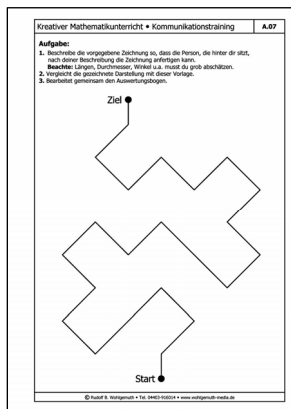 Kreativer Mathematikunterricht • Kommunikationstraining A.07
Aufgabe:
1. Beschreibe die vorgegebene Zeichnung so, dass die Person, die hinter dir sitzt,
nach deiner Beschreibung die Zeichnung anfertigen kann.
Beachte: Längen, Durchmesser, Winkel u.a. musst du grob abschätzen.
2. Vergleicht die gezeichnete Darstellung mit dieser Vorlage.
3. Bearbeitet gemeinsam den Auswertungsbogen.
Ziel
Start
© Rudolf B. Wohlgemuth • Tel. 04403-916014 • www.wohlgemuth-media.de